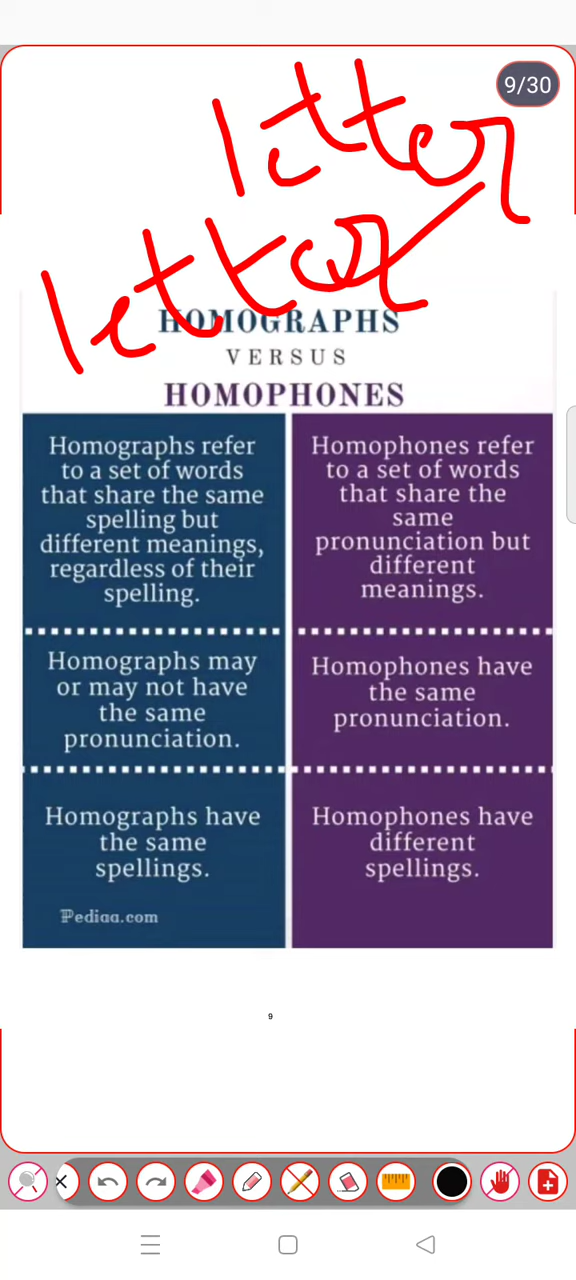 9/30
letter
letter
HOMOGRAPHS
VERSUS
HOMOPHONES
Homographs refer
to a set of words
that share the same
spelling but
different meanings,
regardless of their
spelling.
Homophones refer
to a set of words
that share the
same
pronunciation but
different
meanings.
Homographs may
or may not have
the same
pronunciation.
Homophones have
the same
pronunciation.
Homographs have
the same
spellings.
Homophones have
different
spellings.
Pediaa.com
9